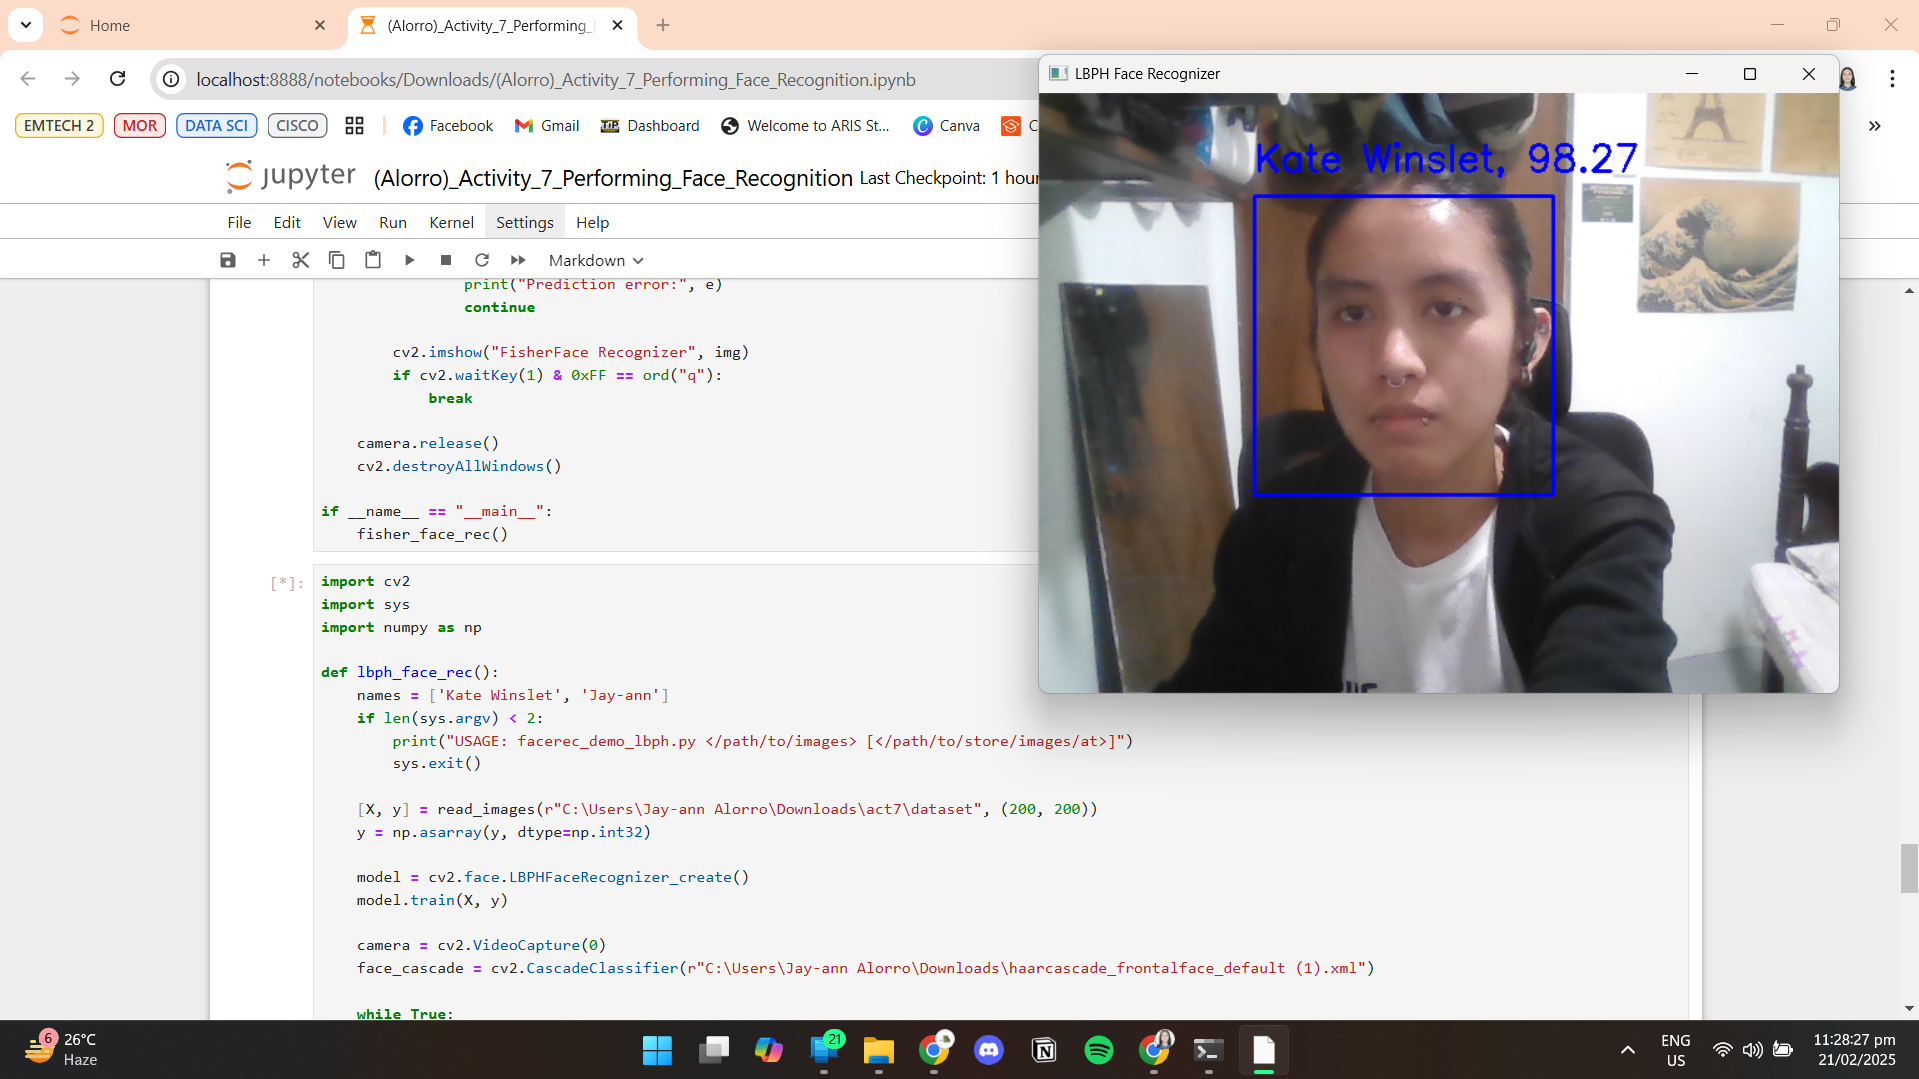 Home
(Alorro)_Activity_7_Performing_F
localhost:8888/notebooks/Downloads/(Alorro)_Activity_7_Performing_Face_Recognition.ipynb
EMTECH 2
MOR
DATA SCI
CISCO
Facebook
Gmail
Dashboard
Welcome to ARIS St...
Canva
C
jupyter
(Alorro)_Activity_7_Performing_Face_Recognition Last Checkpoint: 1 hour
File Edit View Run Kernel Settings Help
Markdown
print("Prediction error:", e)
continue
cv2.imshow("FisherFace Recognizer", img)
if cv2.waitKey(1) & 0xFF == ord("q"):
break
camera.release()
cv2.destroyAllWindows()
if __name__ == "__main__":
fisher_face_rec()
[*]:
import cv2
import sys
import numpy as np
def lbph_face_rec():
names = ['Kate Winslet', 'Jay-ann']
if len(sys.argv) < 2:
print("USAGE: facerec_demo_lbph.py </path/to/images> [</path/to/store/images/at>]")
sys.exit()
[X, y] = read_images(r"C:\Users\Jay-ann Alorro\Downloads\act7\dataset", (200, 200))
y = np.asarray(y, dtype=np.int32)
model = cv2.face.LBPHFaceRecognizer_create()
model.train(X, y)
camera = cv2.VideoCapture(0)
face_cascade = cv2.CascadeClassifier(r"C:\Users\Jay-ann Alorro\Downloads\haarcascade_frontalface_default (1).xml")
while True:
LBPH Face Recognizer
Kate Winslet, 98.27
6
26°C
Haze
21
ENG
US
11:28:27 pm
21/02/2025